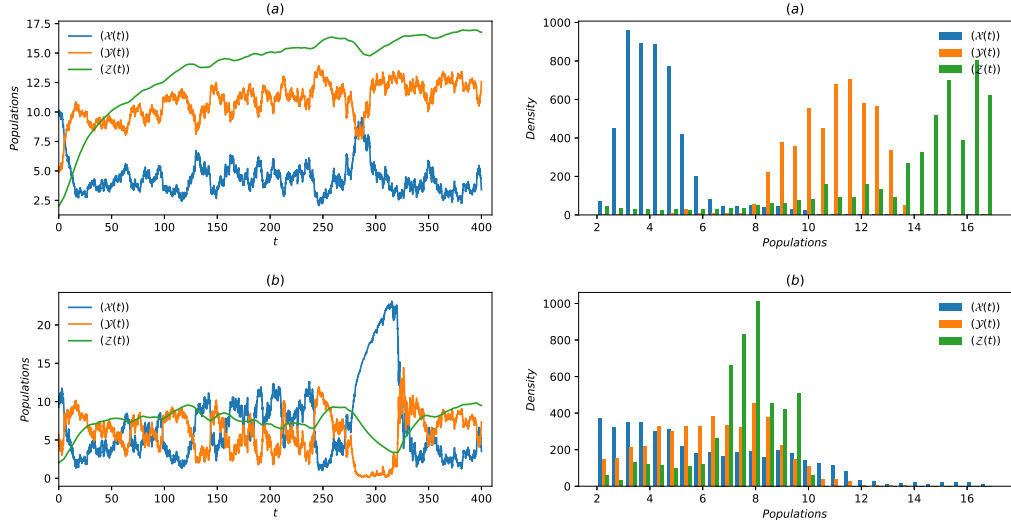 (a)
Populations
17.5
15.0
12.5
10.0
7.5
5.0
2.5
(𝒳(t))
(𝒴(t))
(𝒵(t))
0 50 100 150 200 250 300 350 400
t
(a)
Density
1000
800
600
400
200
0
(𝒳(t))
(𝒴(t))
(𝒵(t))
2 4 6 8 10 12 14 16
Populations
(b)
Populations
20
15
10
5
0
(𝒳(t))
(𝒴(t))
(𝒵(t))
0 50 100 150 200 250 300 350 400
t
(b)
Density
1000
800
600
400
200
0
(𝒳(t))
(𝒴(t))
(𝒵(t))
2 4 6 8 10 12 14 16
Populations